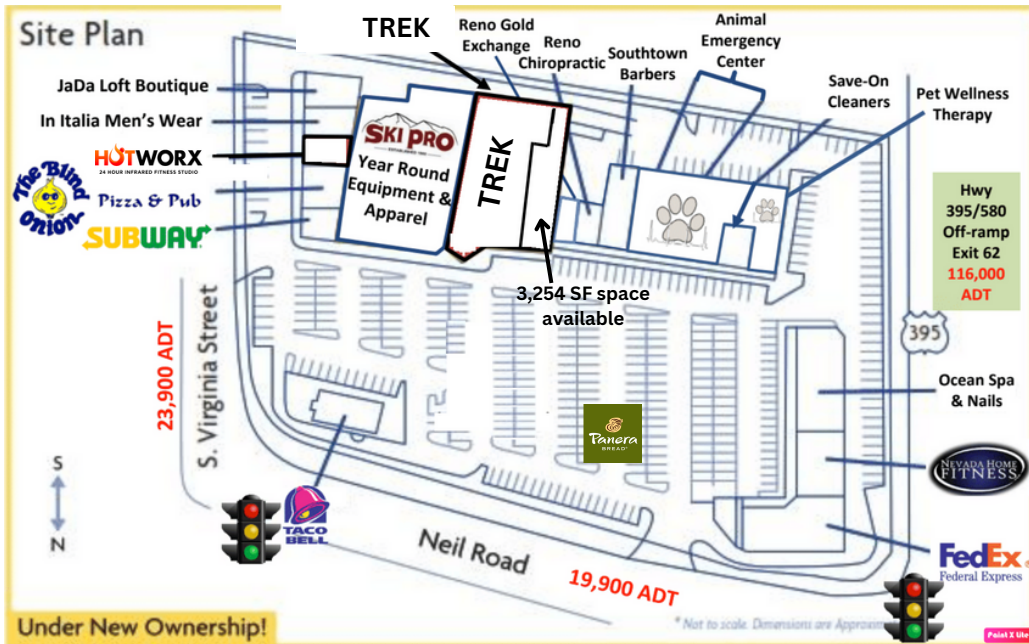 Site Plan
TREK
Reno Gold
Exchange
Reno
Chiropractic
Southtown
Barbers
Animal
Emergency
Center
Save-On
Cleaners
Pet Wellness
Therapy
JaDa Loft Boutique
In Italia Men's Wear
HOTWORX
24 HOUR INFRARED FITNESS STUDIO
The Blind
Onion
Pizza & Pub
SUBWAY
SKI PRO
Year Round
Equipment &
Apparel
TREK
3,254 SF space
available
Hwy
395/580
Off-ramp
Exit 62
116,000
ADT
395
23,900 ADT
S. Virginia Street
Ocean Spa
& Nails
Panera
BREAD®
NEVADA HOME
FITNESS
S
N
TACO
BELL
Neil Road
19,900 ADT
FedEx®
Federal Express
Under New Ownership!
* Not to scale. Dimensions are Approxim
Paint X lite